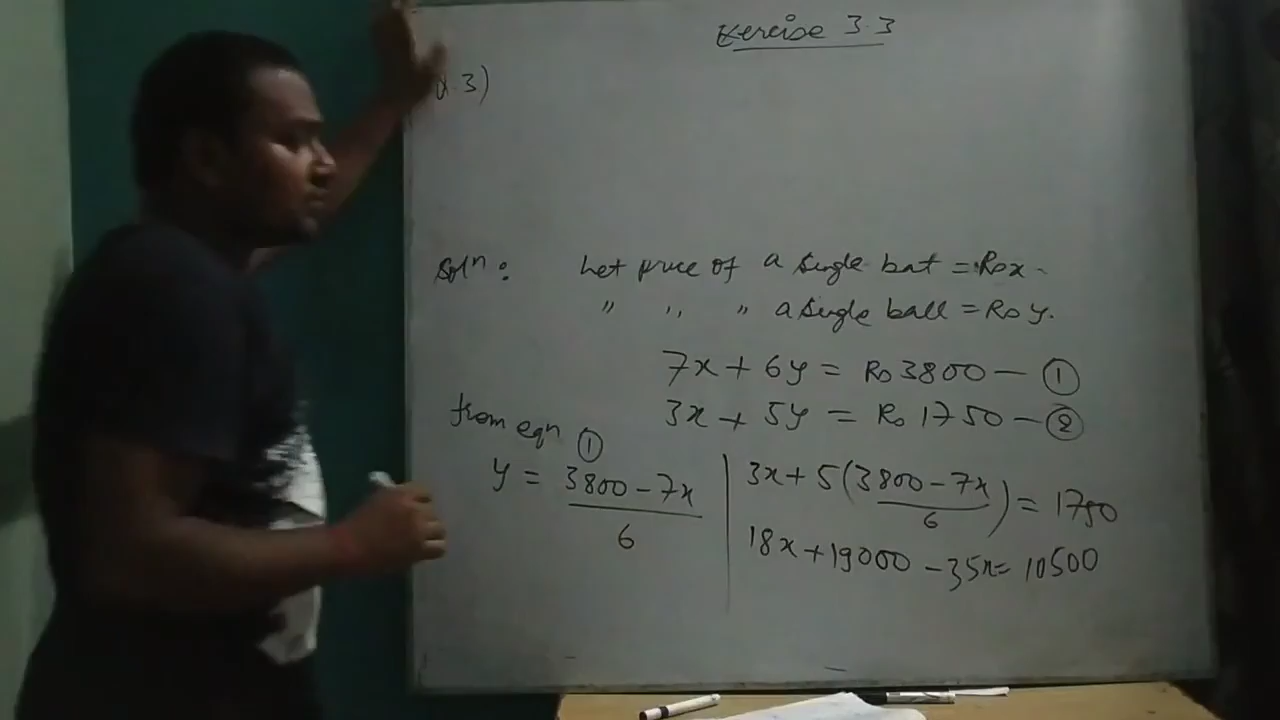 Exercise 3.3
Q.3)
Solⁿ : Let price of a single bat = Rs x.
" " " a single ball = Rs y.
7x + 6y = Rs 3800 — ①
3x + 5y = Rs 1750 — ②
from eqn ①
y = (3800 - 7x)/6
3x + 5((3800 - 7x)/6) = 1750
18x + 19000 - 35x = 10500